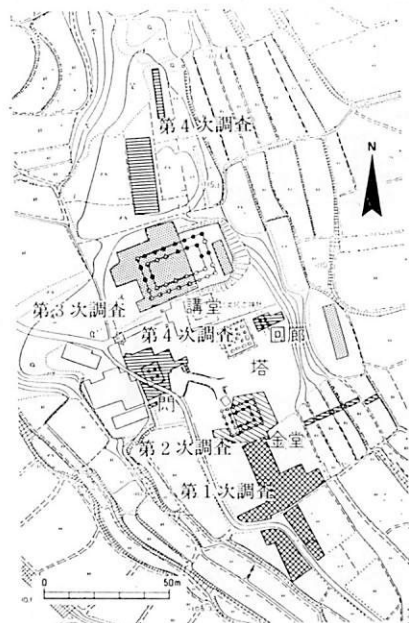 第4次調査
N
第3次調査
講堂
第4次調査
回廊
塔
門
第2次調査
金堂
第1次調査
0 50m